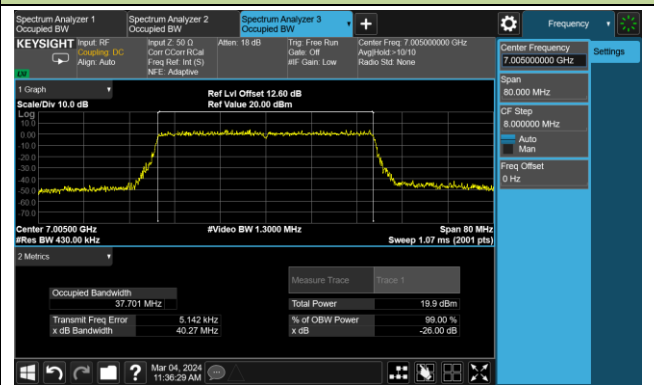 Spectrum Analyzer 1
Occupied BW
Spectrum Analyzer 2
Occupied BW
Spectrum Analyzer 3
Occupied BW
Frequency
KEYSIGHT
Input: RF
Coupling: DC
Align: Auto
Input Z: 50 Ω
Corr CCorr RCal
Freq Ref: Int (S)
NFE: Adaptive
Atten: 18 dB
Trig: Free Run
Gate: Off
#IF Gain: Low
Center Freq: 7.005000000 GHz
Avg|Hold:>10/10
Radio Std: None
Center Frequency
7.005000000 GHz
Settings
Span
80.000 MHz
CF Step
8.000000 MHz
Auto
Man
Freq Offset
0 Hz
1 Graph
Scale/Div 10.0 dB
Ref Lvl Offset 12.60 dB
Ref Value 20.00 dBm
Log
10.0
0.00
-10.0
-20.0
-30.0
-40.0
-50.0
-60.0
-70.0
Center 7.00500 GHz
#Res BW 430.00 kHz
#Video BW 1.3000 MHz
Span 80 MHz
Sweep 1.07 ms (2001 pts)
2 Metrics
Measure Trace
Trace 1
Occupied Bandwidth
37.701 MHz
Total Power
19.9 dBm
Transmit Freq Error
5.142 kHz
% of OBW Power
99.00 %
x dB Bandwidth
40.27 MHz
x dB
-26.00 dB
Mar 04, 2024
11:36:29 AM